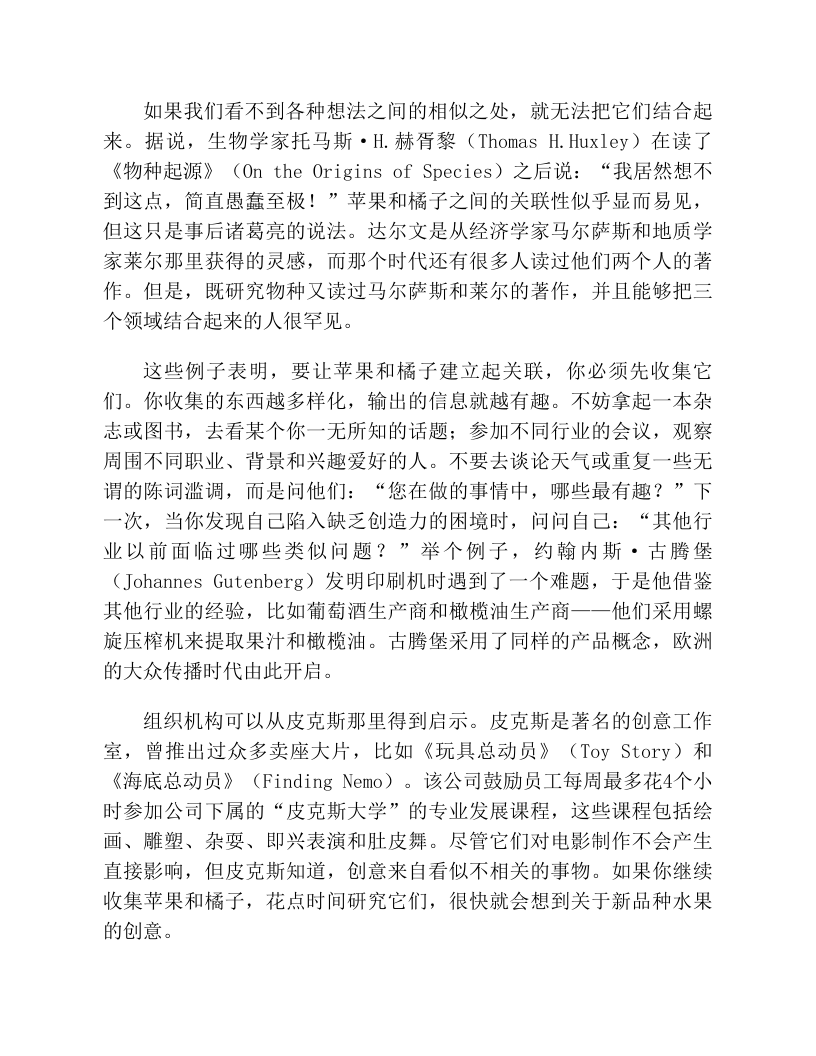 如果我们看不到各种想法之间的相似之处，就无法把它们结合起
来。据说，生物学家托马斯·H.赫胥黎（Thomas H.Huxley）在读了
《物种起源》（On the Origins of Species）之后说：“我居然想不
到这点，简直愚蠢至极！”苹果和橘子之间的关联性似乎显而易见，
但这只是事后诸葛亮的说法。达尔文是从经济学家马尔萨斯和地质学
家莱尔那里获得的灵感，而那个时代还有很多人读过他们两个人的著
作。但是，既研究物种又读过马尔萨斯和莱尔的著作，并且能够把三
个领域结合起来的人很罕见。
这些例子表明，要让苹果和橘子建立起关联，你必须先收集它
们。你收集的东西越多样化，输出的信息就越有趣。不妨拿起一本杂
志或图书，去看某个你一无所知的话题；参加不同行业的会议，观察
周围不同职业、背景和兴趣爱好的人。不要去谈论天气或重复一些无
谓的陈词滥调，而是问他们：“您在做的事情中，哪些最有趣？”下
一次，当你发现自己陷入缺乏创造力的困境时，问问自己：“其他行
业以前面临过哪些类似问题？”举个例子，约翰内斯·古腾堡
（Johannes Gutenberg）发明印刷机时遇到了一个难题，于是他借鉴
其他行业的经验，比如葡萄酒生产商和橄榄油生产商——他们采用螺
旋压榨机来提取果汁和橄榄油。古腾堡采用了同样的产品概念，欧洲
的大众传播时代由此开启。
组织机构可以从皮克斯那里得到启示。皮克斯是著名的创意工作
室，曾推出过众多卖座大片，比如《玩具总动员》（Toy Story）和
《海底总动员》（Finding Nemo）。该公司鼓励员工每周最多花4个小
时参加公司下属的“皮克斯大学”的专业发展课程，这些课程包括绘
画、雕塑、杂耍、即兴表演和肚皮舞。尽管它们对电影制作不会产生
直接影响，但皮克斯知道，创意来自看似不相关的事物。如果你继续
收集苹果和橘子，花点时间研究它们，很快就会想到关于新品种水果
的创意。